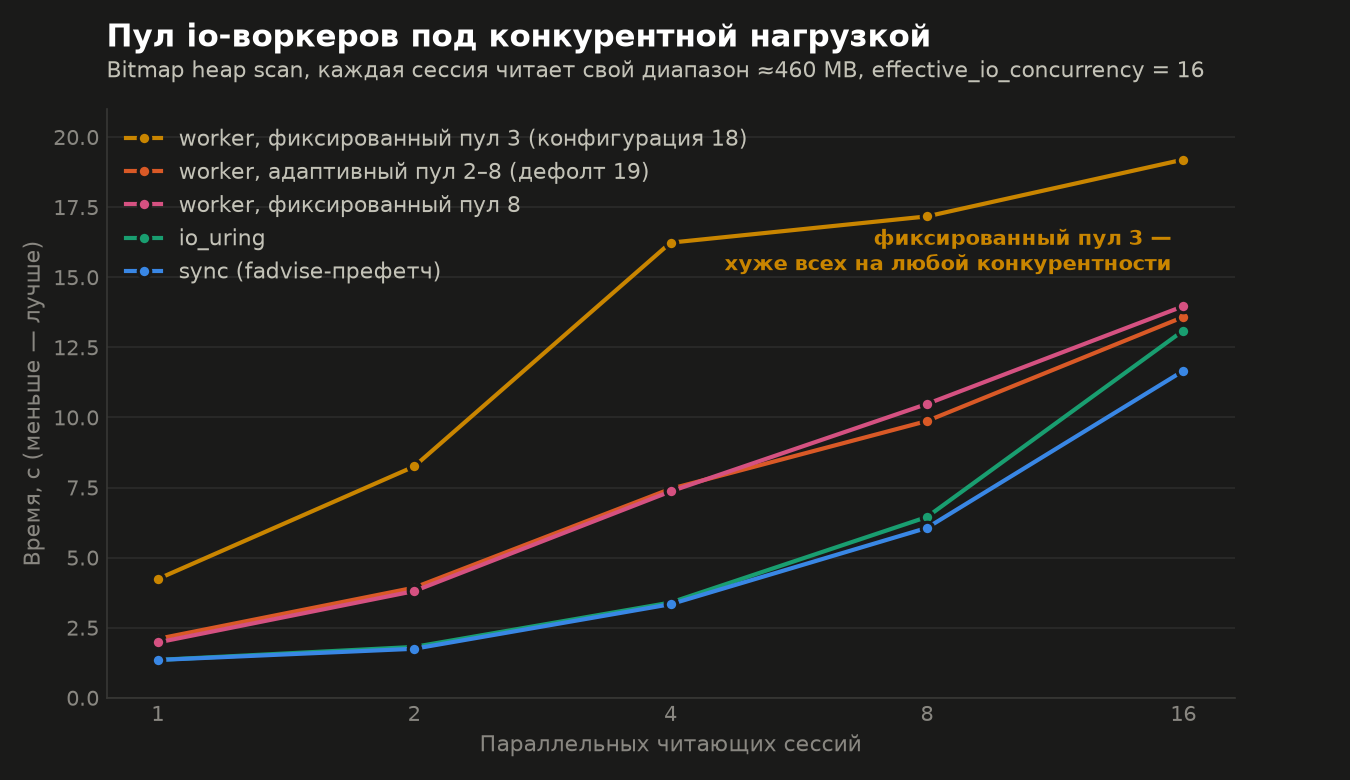 Пул io-воркеров под конкурентной нагрузкой
Bitmap heap scan, каждая сессия читает свой диапазон ≈460 MB, effective_io_concurrency = 16
worker, фиксированный пул 3 (конфигурация 18)
worker, адаптивный пул 2–8 (дефолт 19)
worker, фиксированный пул 8
io_uring
sync (fadvise-префетч)
фиксированный пул 3 —
хуже всех на любой конкурентности
Время, с (меньше — лучше)
20.0
17.5
15.0
12.5
10.0
7.5
5.0
2.5
0.0
1
2
4
8
16
Параллельных читающих сессий